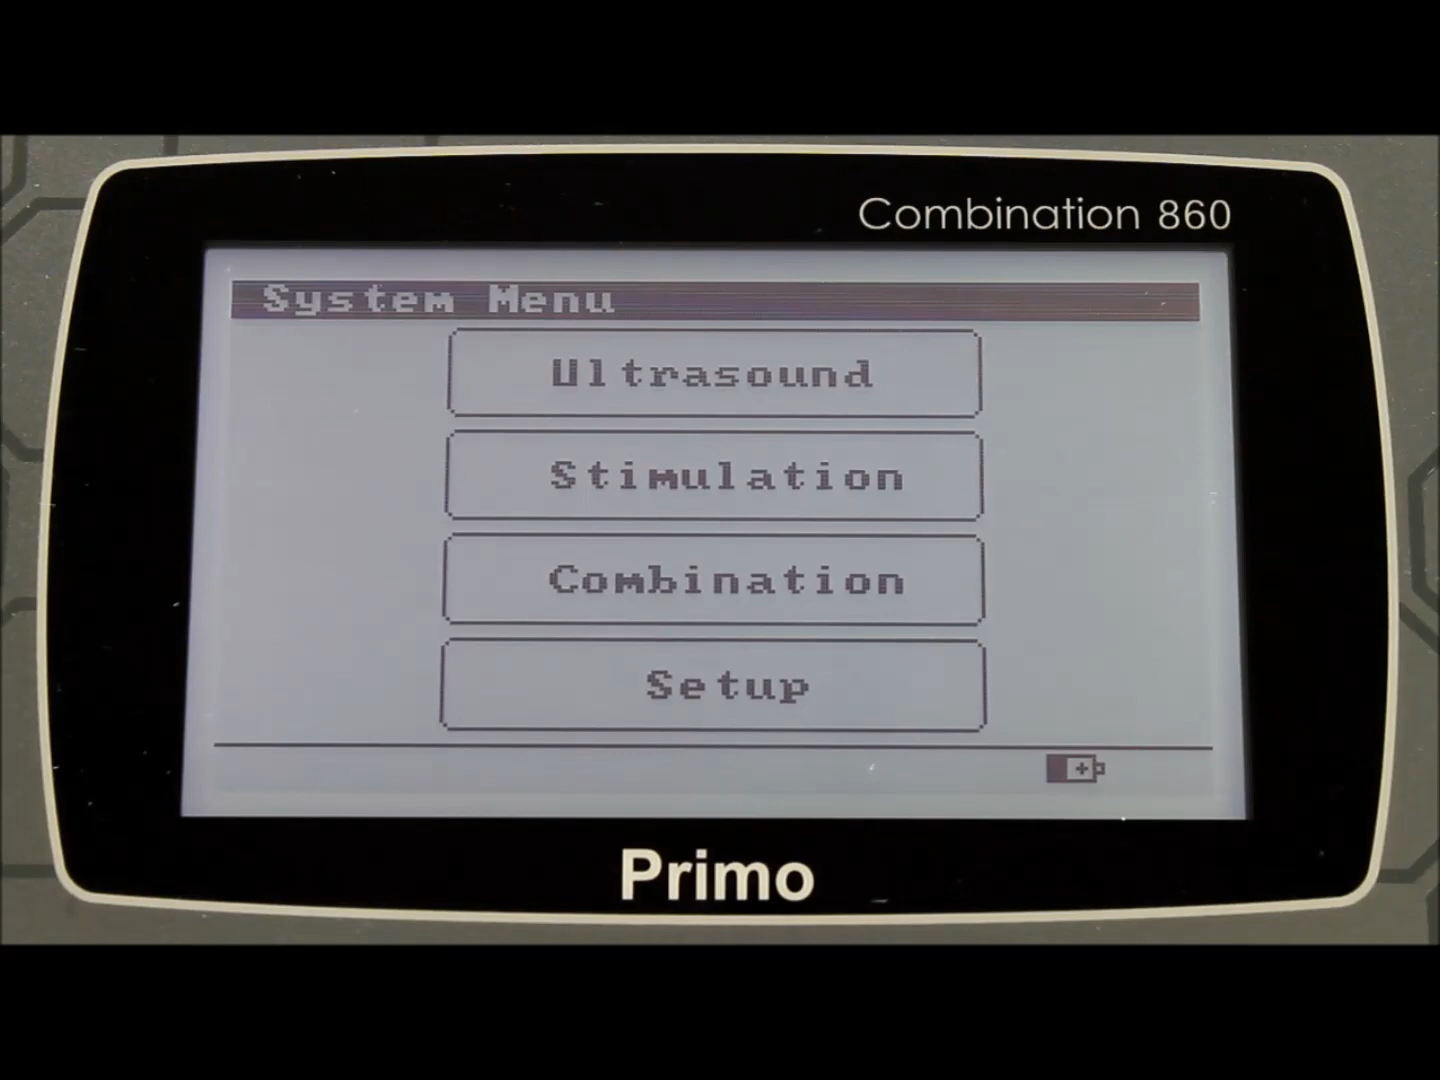 Combination 860
System Menu
Ultrasound
Stimulation
Combination
Setup
Primo